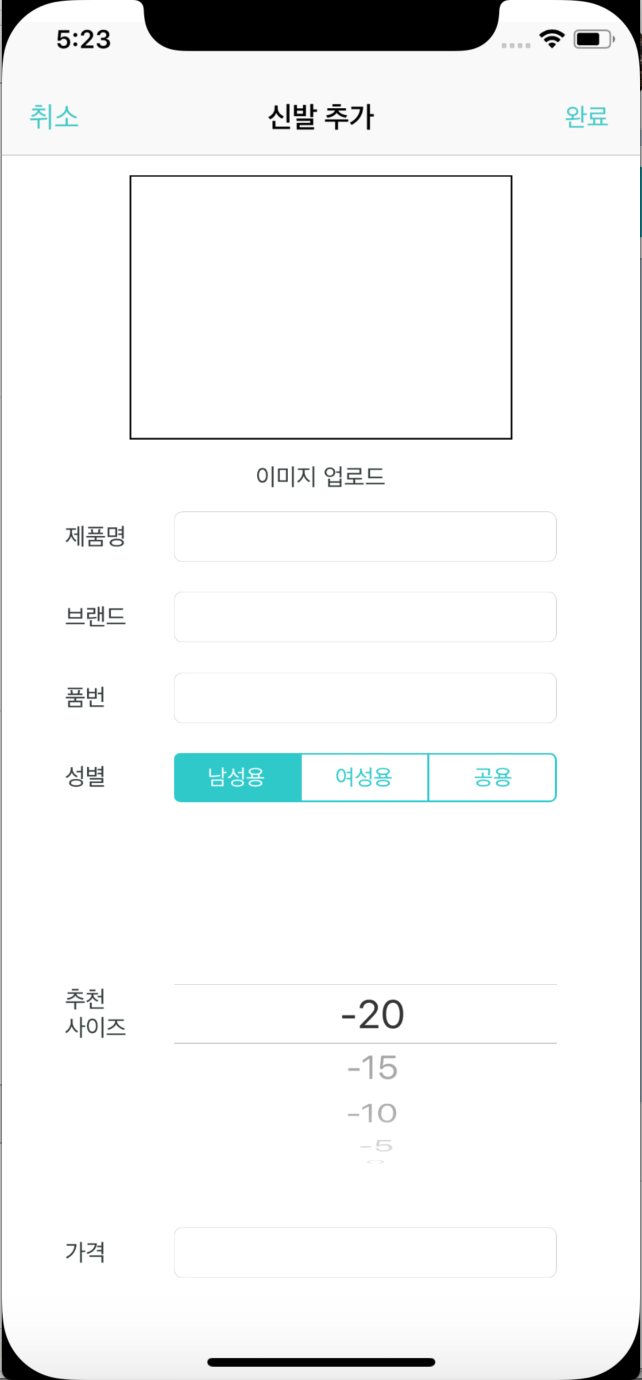 5:23
취소 신발 추가 완료
이미지 업로드
제품명
브랜드
품번
성별 남성용 여성용 공용
추천
사이즈
-20
-15
-10
-5
0
가격